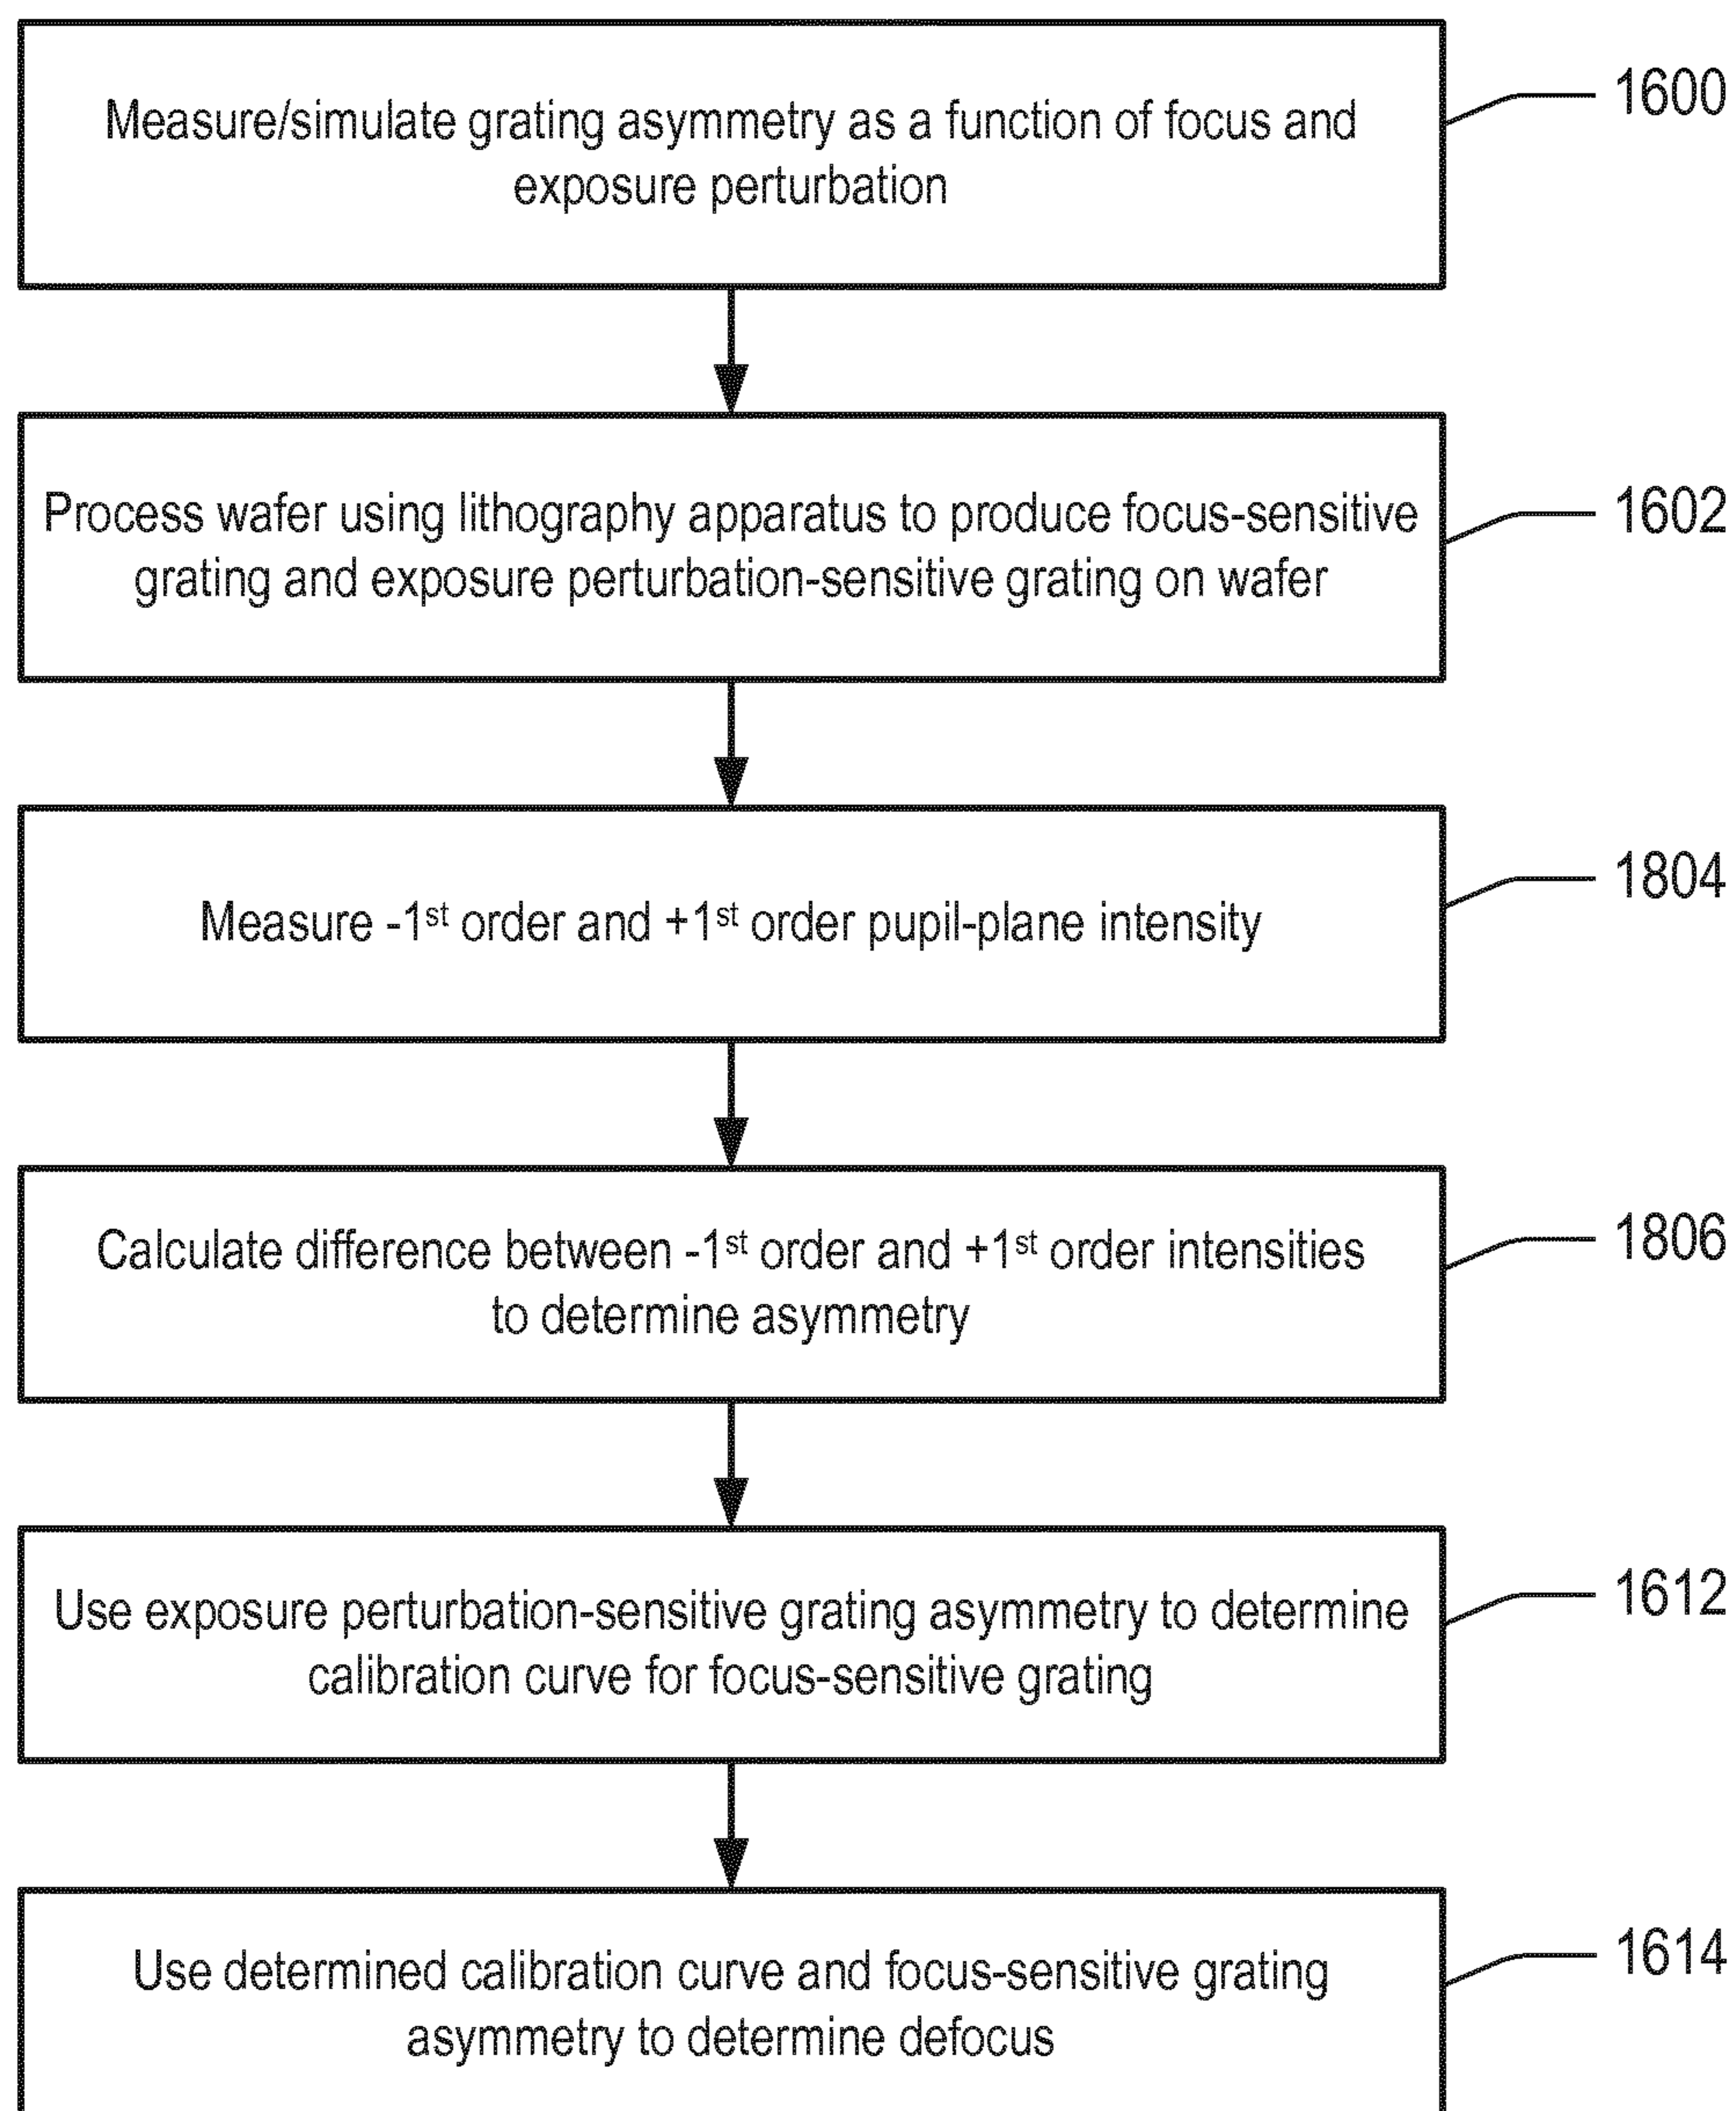 Measure/simulate grating asymmetry as a function of focus and
exposure perturbation
1600
Process wafer using lithography apparatus to produce focus-sensitive
grating and exposure perturbation-sensitive grating on wafer
1602
Measure -1st order and +1st order pupil-plane intensity
1804
Calculate difference between -1st order and +1st order intensities
to determine asymmetry
1806
Use exposure perturbation-sensitive grating asymmetry to determine
calibration curve for focus-sensitive grating
1612
Use determined calibration curve and focus-sensitive grating
asymmetry to determine defocus
1614